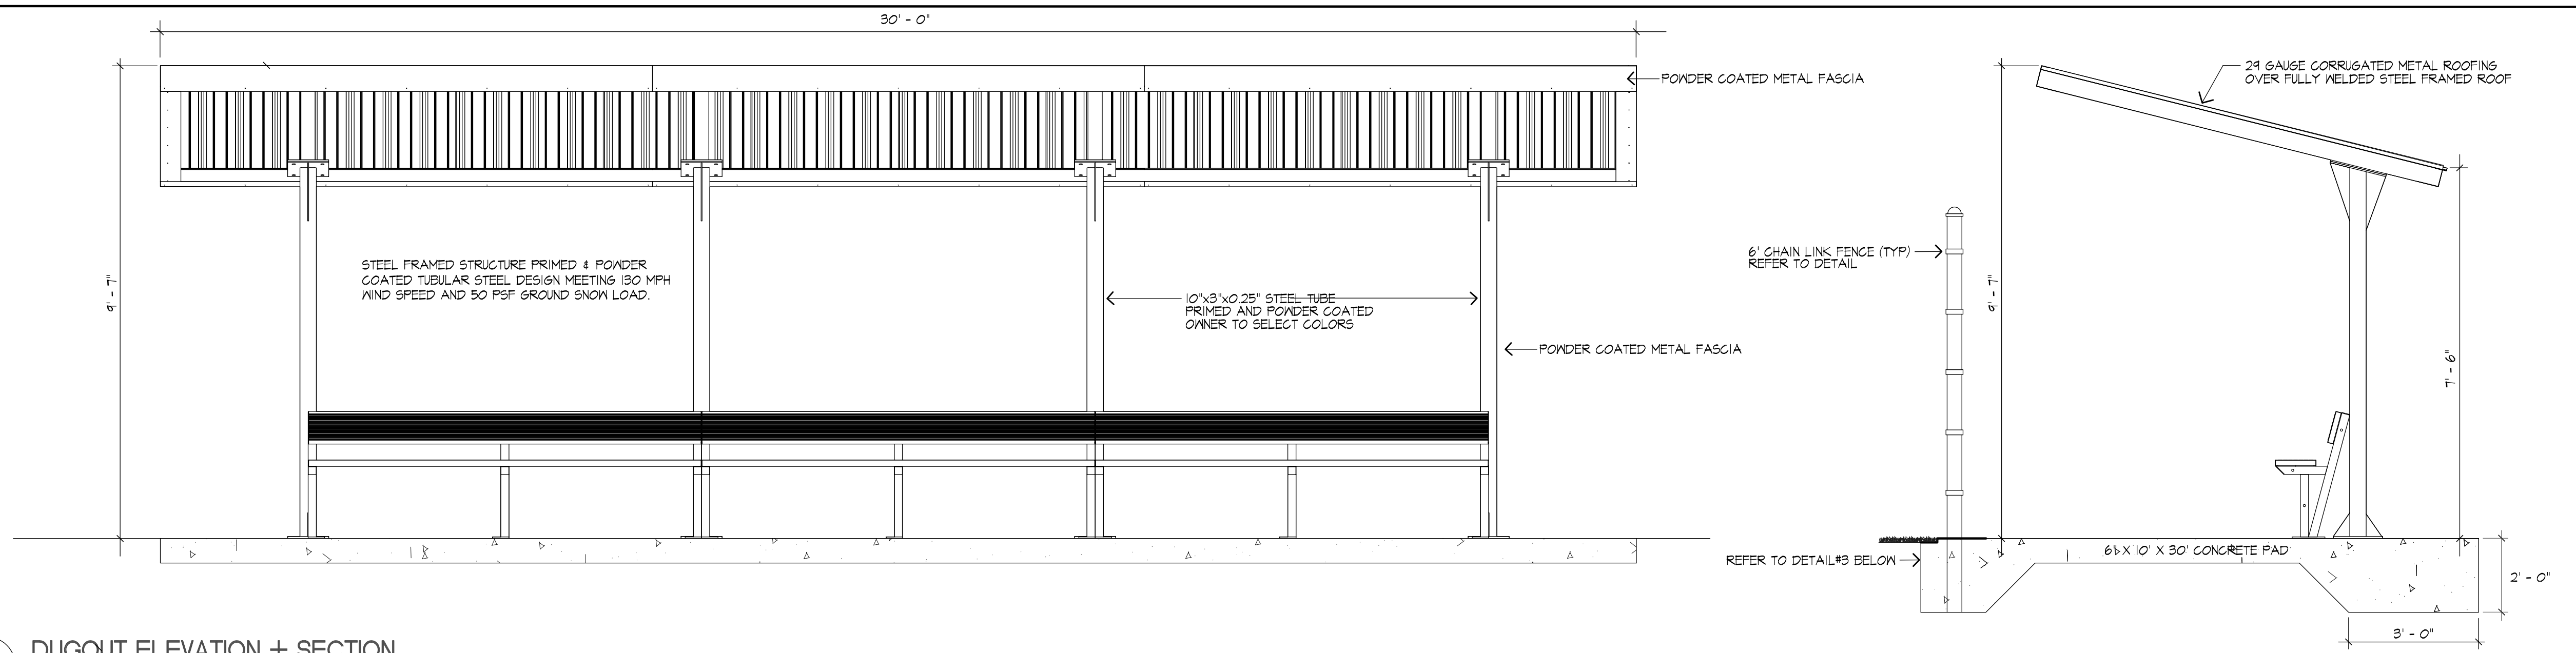 30' - 0"
POWDER COATED METAL FASCIA
29 GAUGE CORRUGATED METAL ROOFING
OVER FULLY WELDED STEEL FRAMED ROOF
9' - 7"
STEEL FRAMED STRUCTURE PRIMED & POWDER
COATED TUBULAR STEEL DESIGN MEETING 130 MPH
WIND SPEED AND 50 PSF GROUND SNOW LOAD.
10"x3"x0.25" STEEL TUBE
PRIMED AND POWDER COATED
OWNER TO SELECT COLORS
POWDER COATED METAL FASCIA
6' CHAIN LINK FENCE (TYP)
REFER TO DETAIL
9' - 7"
7' - 6"
REFER TO DETAIL#3 BELOW
6" X 10' X 30' CONCRETE PAD
2' - 0"
3' - 0"
DUGOUT ELEVATION + SECTION